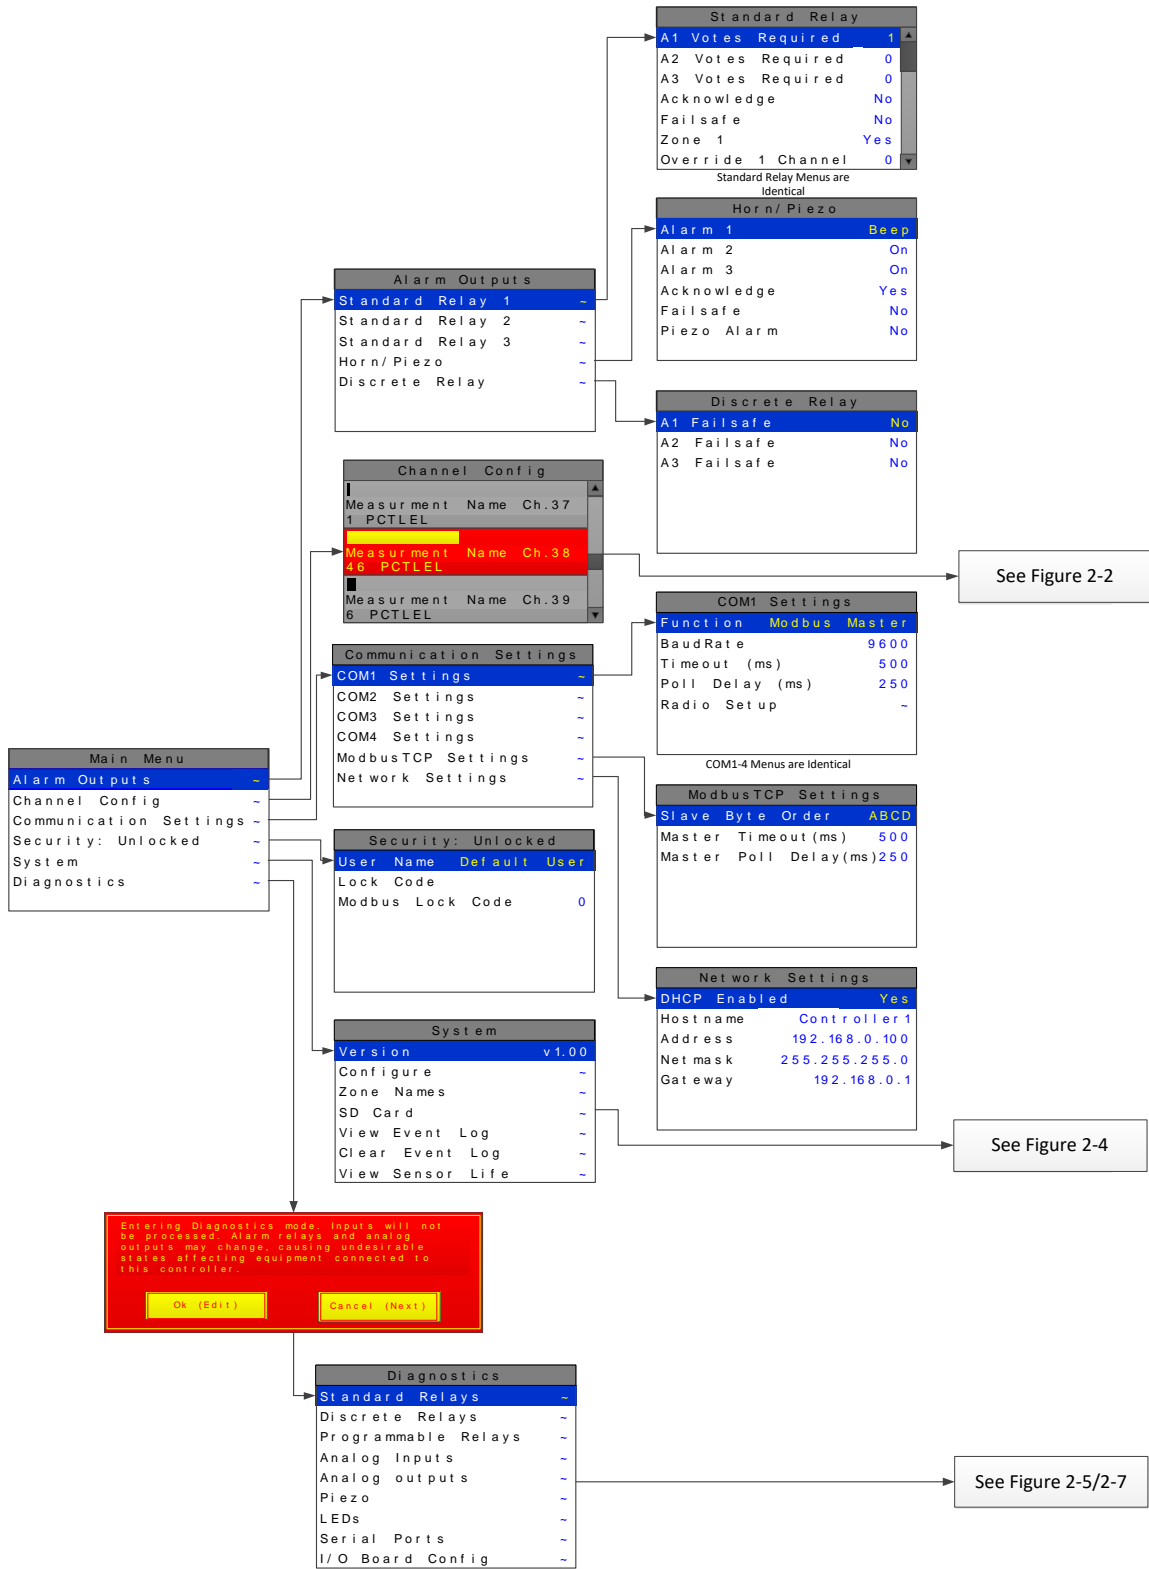 Standard Relay
A1 Votes Required 1
A2 Votes Required 0
A3 Votes Required 0
Acknowledge No
Failsafe No
Zone 1 Yes
Override 1 Channel 0
Standard Relay Menus are
Identical
Horn/Piezo
Alarm 1 Beep
Alarm 2 On
Alarm 3 On
Acknowledge Yes
Failsafe No
Piezo Alarm No
Alarm Outputs
Standard Relay 1 ~
Standard Relay 2 ~
Standard Relay 3 ~
Horn/Piezo ~
Discrete Relay ~
Discrete Relay
A1 Failsafe No
A2 Failsafe No
A3 Failsafe No
Channel Config
Measurment Name Ch.37
1 PCTLEL
Measurment Name Ch.38
46 PCTLEL
Measurment Name Ch.39
6 PCTLEL
See Figure 2-2
COM1 Settings
Function Modbus Master
BaudRate 9600
Timeout (ms) 500
Poll Delay (ms) 250
Radio Setup ~
COM1-4 Menus are Identical
Communication Settings
COM1 Settings ~
COM2 Settings ~
COM3 Settings ~
COM4 Settings ~
ModbusTCP Settings ~
Network Settings ~
Main Menu
Alarm Outputs ~
Channel Config ~
Communication Settings ~
Security: Unlocked ~
System ~
Diagnostics ~
ModbusTCP Settings
Slave Byte Order ABCD
Master Timeout(ms) 500
Master Poll Delay(ms)250
Security: Unlocked
User Name Default User
Lock Code
Modbus Lock Code 0
Network Settings
DHCP Enabled Yes
Hostname Controller1
Address 192.168.0.100
Netmask 255.255.255.0
Gateway 192.168.0.1
System
Version v1.00
Configure ~
Zone Names ~
SD Card ~
View Event Log ~
Clear Event Log ~
View Sensor Life ~
See Figure 2-4
Entering Diagnostics mode. Inputs will not
be processed. Alarm relays and analog
outputs may change, causing undesirable
states affecting equipment connected to
this controller.
Ok (Edit) Cancel (Next)
Diagnostics
Standard Relays ~
Discrete Relays ~
Programmable Relays ~
Analog Inputs ~
Analog outputs ~
Piezo ~
LEDs ~
Serial Ports ~
I/O Board Config ~
See Figure 2-5/2-7